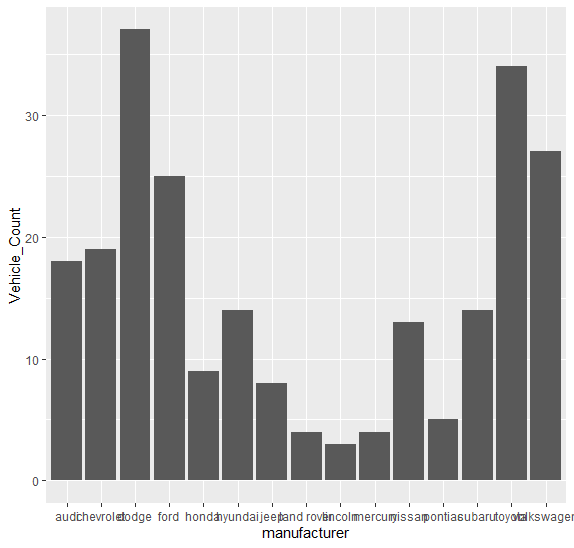 Vehicle_Count
30
20
10
0
audi chevrolet dodge ford honda hyundai jeep land rover lincoln mercury nissan pontiac subaru toyota volkswagen
manufacturer